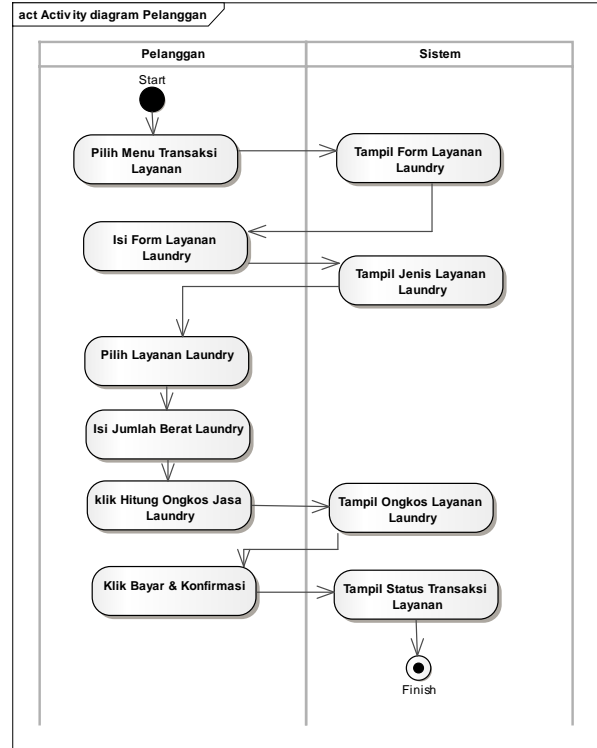 act Activity diagram Pelanggan
Pelanggan
Sistem
Start
Pilih Menu Transaksi
Layanan
Tampil Form Layanan
Laundry
Isi Form Layanan
Laundry
Tampil Jenis Layanan
Laundry
Pilih Layanan Laundry
Isi Jumlah Berat Laundry
klik Hitung Ongkos Jasa
Laundry
Tampil Ongkos Layanan
Laundry
Klik Bayar & Konfirmasi
Tampil Status Transaksi
Layanan
Finish